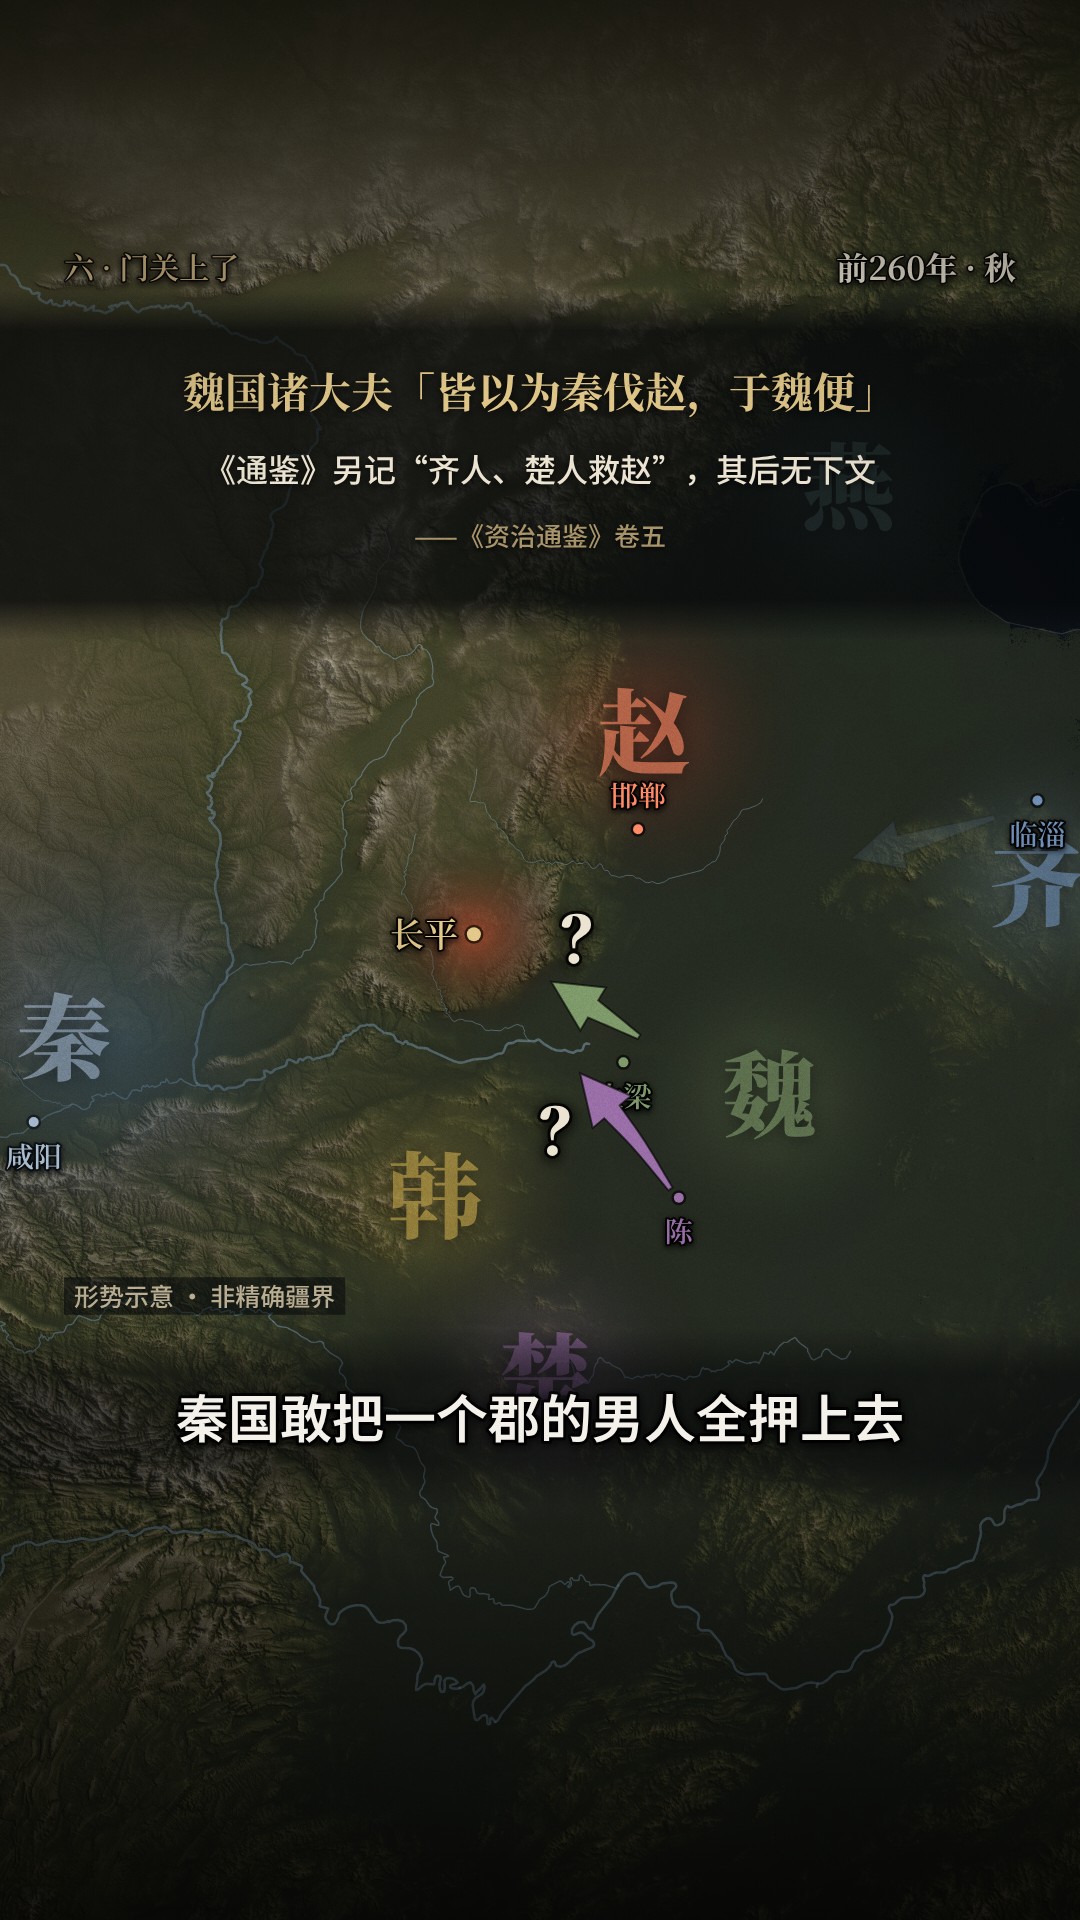 六·门关上了
前260年·秋
魏国诸大夫「皆以为秦伐赵，于魏便」
《通鉴》另记“齐人、楚人救赵”，其后无下文
——《资治通鉴》卷五
燕
赵
邯郸
临淄
齐
长平
?
秦
梁
魏
咸阳
?
韩
陈
形势示意 · 非精确疆界
楚
秦国敢把一个郡的男人全押上去